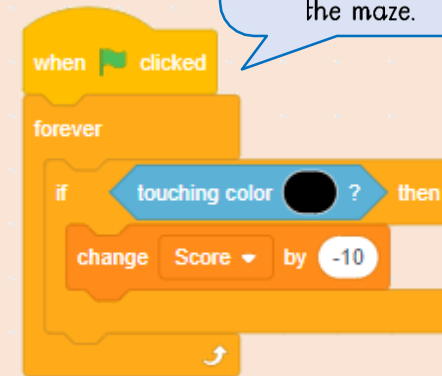 the maze.
when clicked
forever
if touching color ? then
change Score by -10